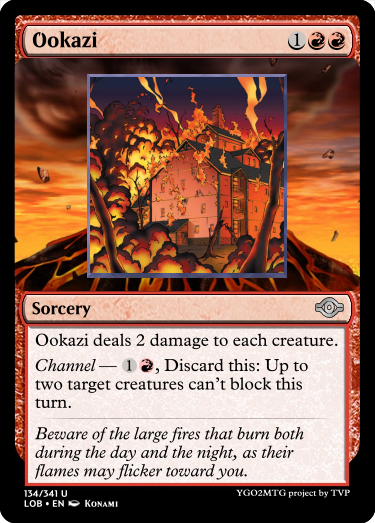 Ookazi 1
Sorcery
Ookazi deals 2 damage to each creature.
Channel — 1, Discard this: Up to
two target creatures can't block this
turn.
Beware of the large fires that burn both
during the day and the night, as their
flames may flicker toward you.
134/341 U YGO2MTG project by TVP
LOB • EN Konami